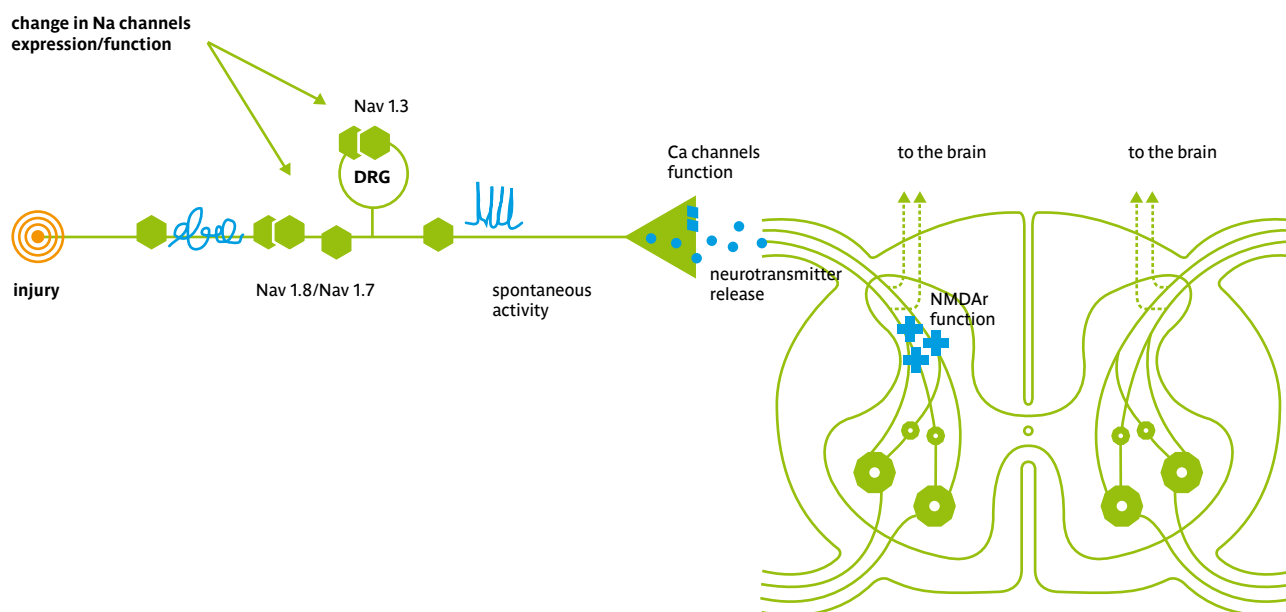 change in Na channels
expression/function
Nav 1.3
DRG
Ca channels
function
to the brain
to the brain
injury
Nav 1.8/Nav 1.7
spontaneous
activity
neurotransmitter
release
NMDAr
function